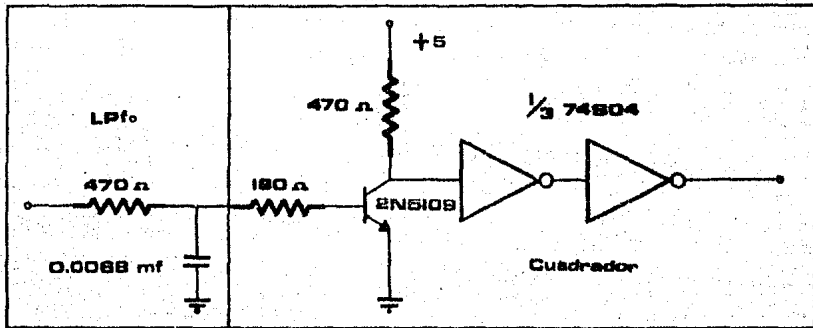 +5
470 Ω
1/3 74S04
LPfo
470 Ω
180 Ω
2N5109
0.0068 mf
Cuadrador